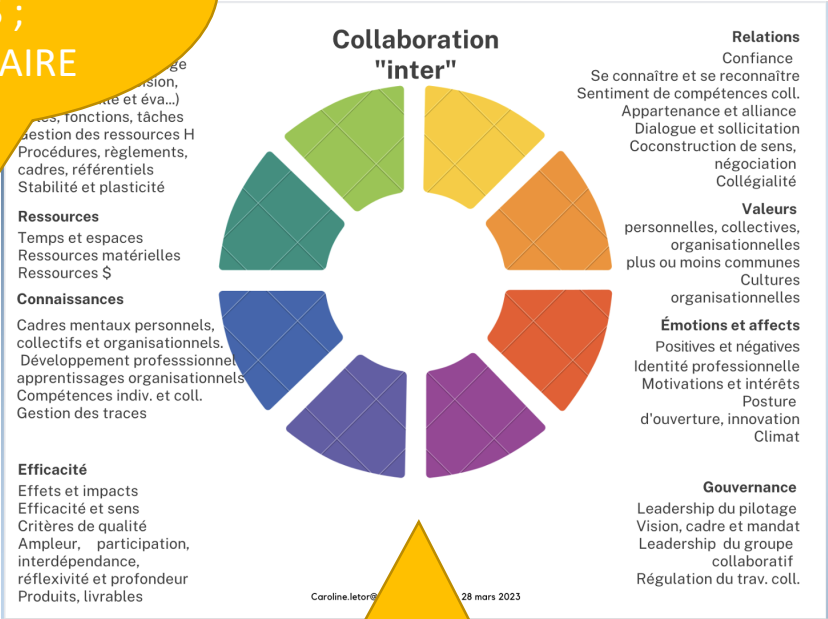 ;
AIRE
Collaboration
"inter"
et éva...)
fonctions, tâches
Gestion des ressources H
Procédures, règlements,
cadres, référentiels
Stabilité et plasticité
Ressources
Temps et espaces
Ressources matérielles
Ressources $
Connaissances
Cadres mentaux personnels,
collectifs et organisationnels.
Développement professsionnel
apprentissages organisationnels
Compétences indiv. et coll.
Gestion des traces
Efficacité
Effets et impacts
Efficacité et sens
Critères de qualité
Ampleur, participation,
interdépendance,
réflexivité et profondeur
Produits, livrables
Relations
Confiance
Se connaître et se reconnaître
Sentiment de compétences coll.
Appartenance et alliance
Dialogue et sollicitation
Coconstruction de sens,
négociation
Collégialité
Valeurs
personnelles, collectives,
organisationnelles
plus ou moins communes
Cultures
organisationnelles
Émotions et affects
Positives et négatives
Identité professionnelle
Motivations et intérêts
Posture
d'ouverture, innovation
Climat
Gouvernance
Leadership du pilotage
Vision, cadre et mandat
Leadership du groupe
collaboratif
Régulation du trav. coll.
Caroline.letor@ 28 mars 2023